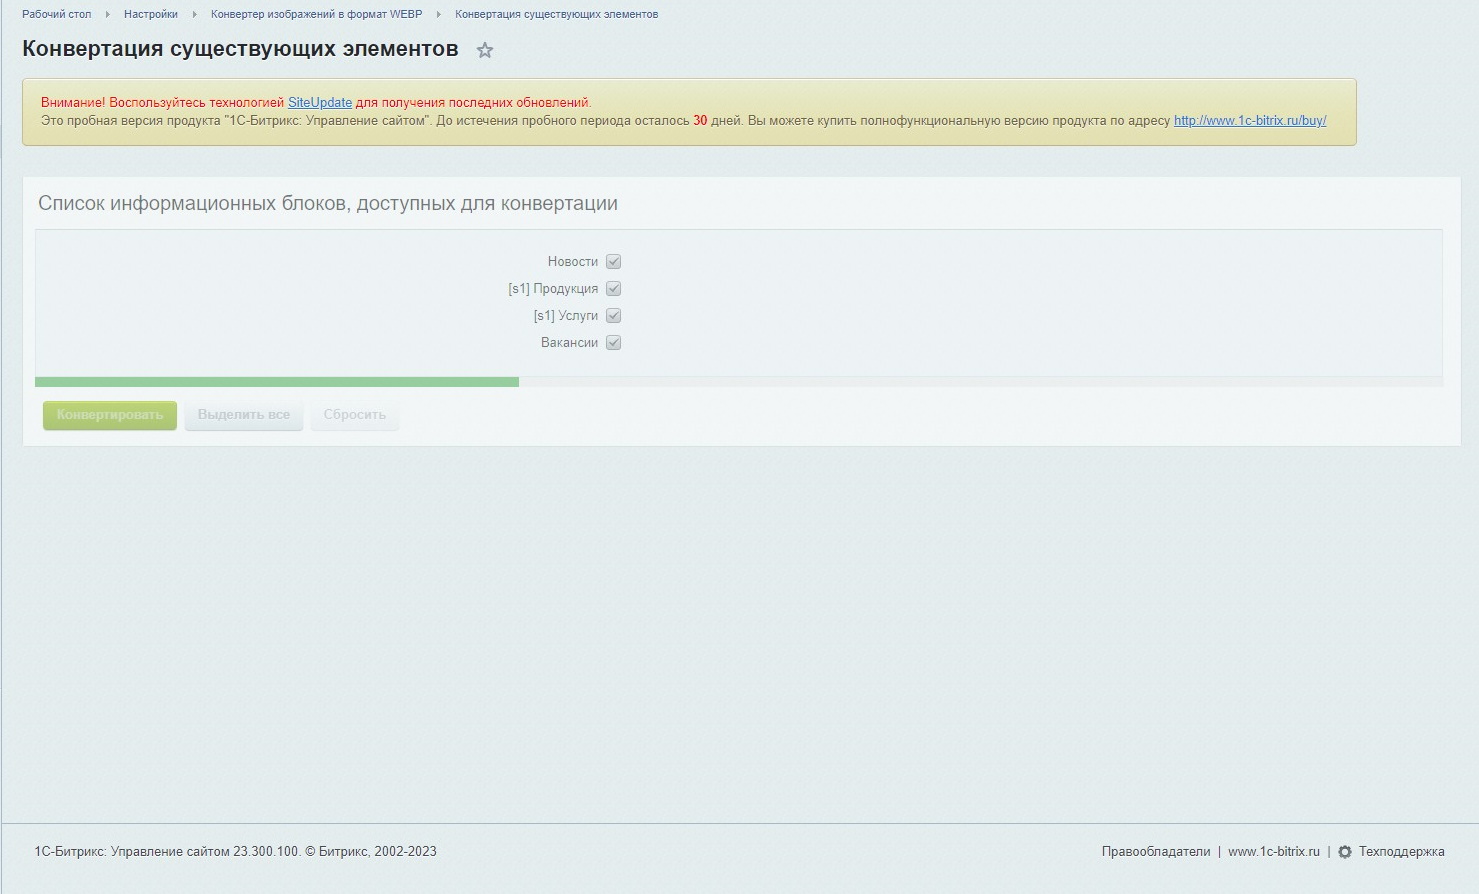 Рабочий стол Настройки Конвертер изображений в формат WEBP Конвертация существующих элементов
Конвертация существующих элементов
Внимание! Воспользуйтесь технологией SiteUpdate для получения последних обновлений.
Это пробная версия продукта "1С-Битрикс: Управление сайтом". До истечения пробного периода осталось 30 дней. Вы можете купить полнофункциональную версию продукта по адресу http://www.1c-bitrix.ru/buy/
Список информационных блоков, доступных для конвертации
Новости
[s1] Продукция
[s1] Услуги
Вакансии
Конвертировать Выделить все Сбросить
1С-Битрикс: Управление сайтом 23.300.100. © Битрикс, 2002-2023 Правообладатели | www.1c-bitrix.ru | Техподдержка